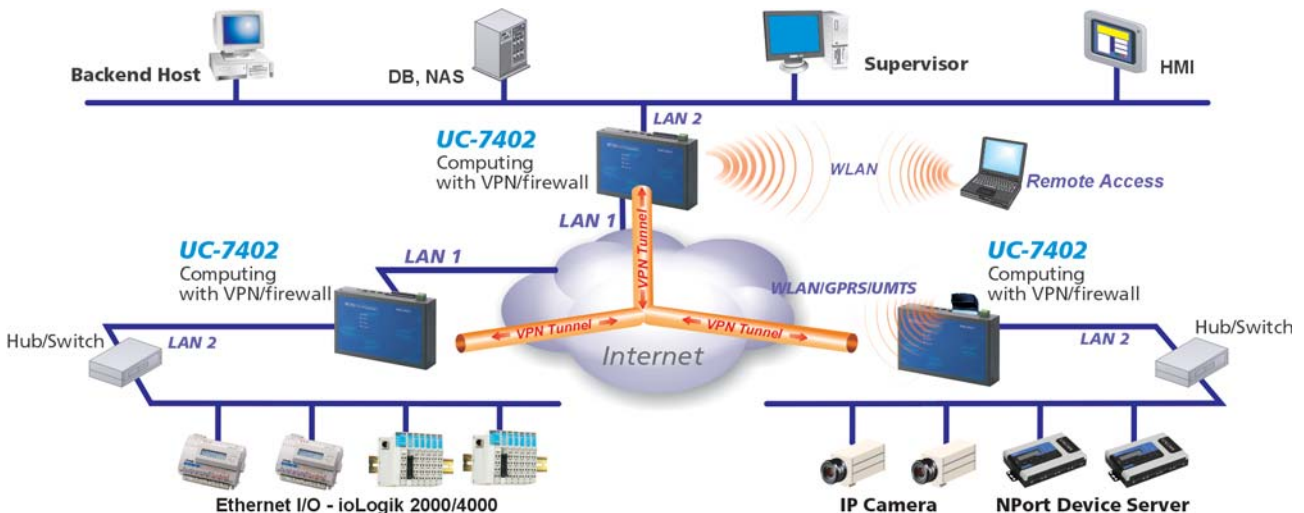 Backend Host
DB, NAS
Supervisor
HMI
LAN 2
UC-7402
Computing
with VPN/firewall
WLAN
Remote Access
LAN 1
VPN Tunnel
UC-7402
Computing
with VPN/firewall
LAN 1
WLAN/GPRS/UMTS
UC-7402
Computing
with VPN/firewall
Hub/Switch
LAN 2
VPN Tunnel
VPN Tunnel
Internet
LAN 2
Hub/Switch
Ethernet I/O - ioLogik 2000/4000
IP Camera
NPort Device Server